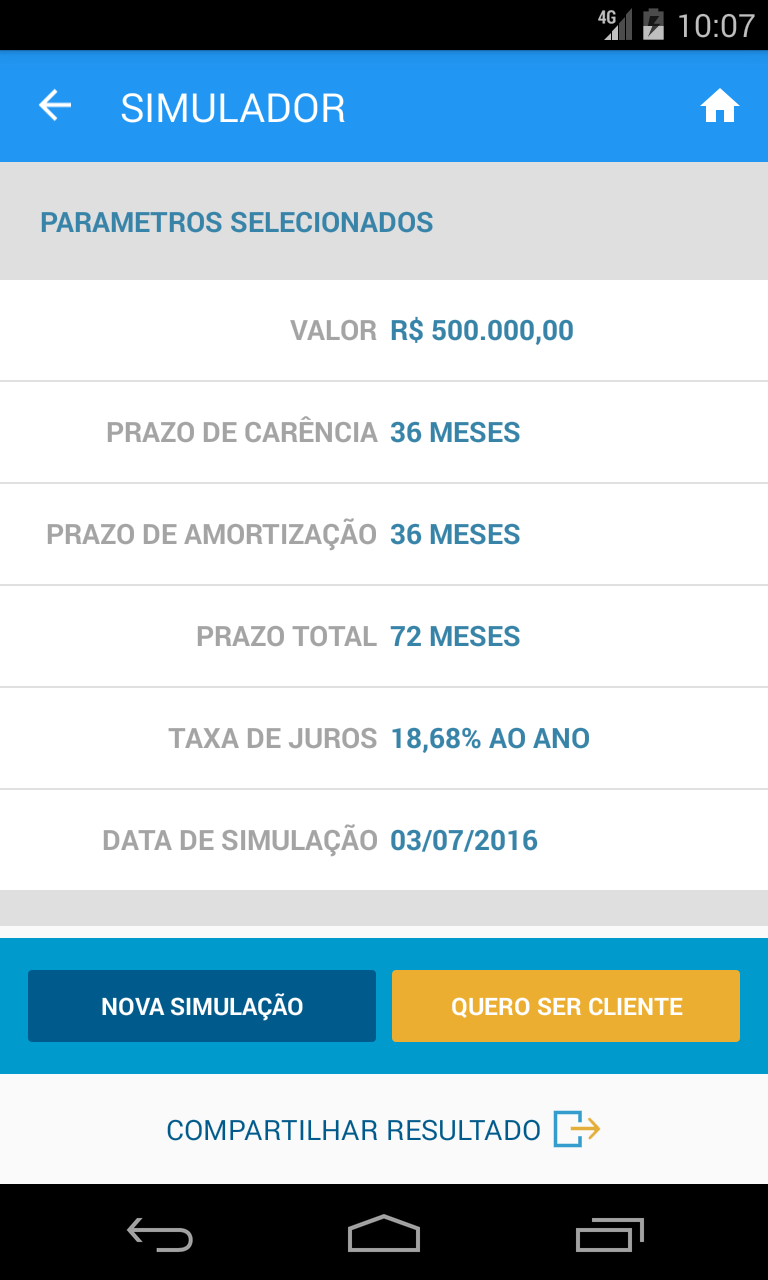 4G 10:07
SIMULADOR
PARAMETROS SELECIONADOS
VALOR R$ 500.000,00
PRAZO DE CARÊNCIA 36 MESES
PRAZO DE AMORTIZAÇÃO 36 MESES
PRAZO TOTAL 72 MESES
TAXA DE JUROS 18,68% AO ANO
DATA DE SIMULAÇÃO 03/07/2016
NOVA SIMULAÇÃO QUERO SER CLIENTE
COMPARTILHAR RESULTADO